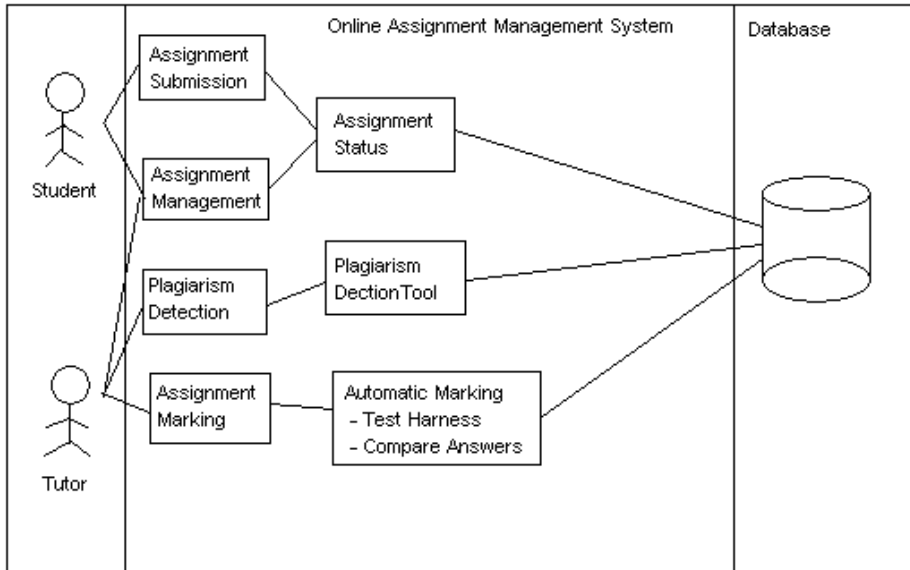 Online Assignment Management System
Database
Assignment
Submission
Assignment
Status
Student
Assignment
Management
Plagiarism
Detection
Plagiarism
DectionTool
Assignment
Marking
Automatic Marking
- Test Harness
- Compare Answers
Tutor